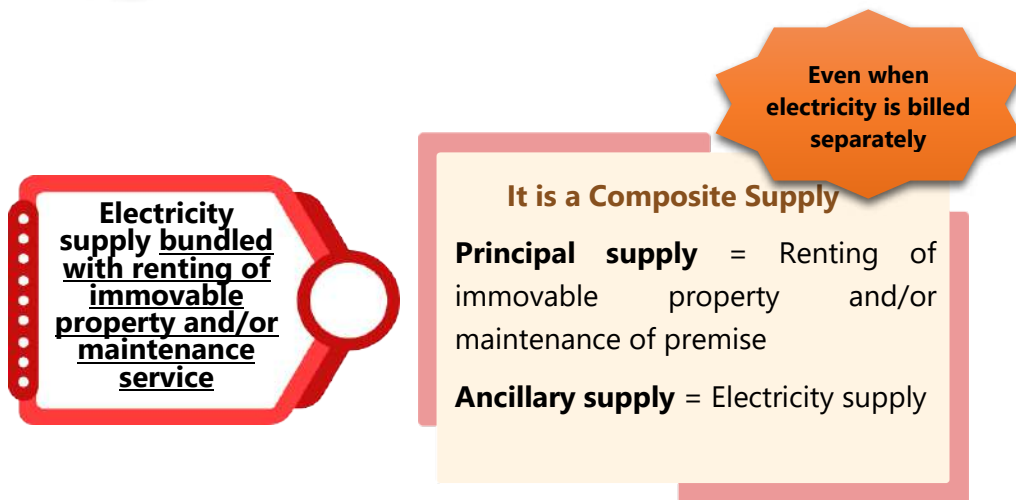 Even when
electricity is billed
separately
Electricity
supply bundled
with renting of
immovable
property and/or
maintenance
service
It is a Composite Supply
Principal supply = Renting of
immovable property and/or
maintenance of premise
Ancillary supply = Electricity supply